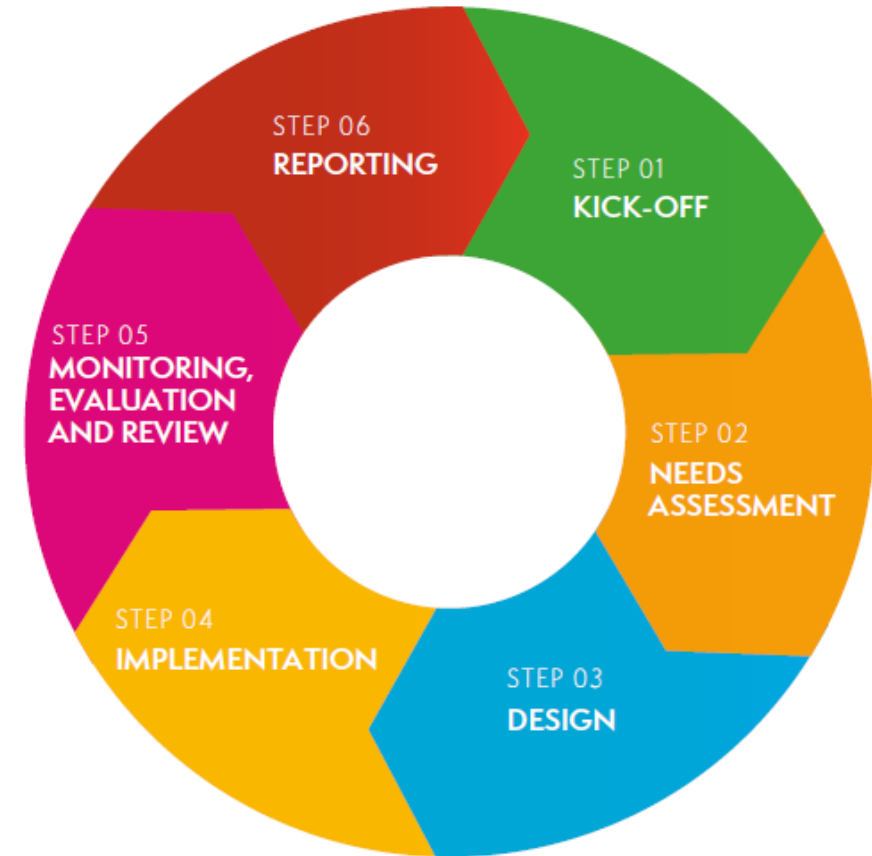 STEP 01
KICK-OFF
STEP 02
NEEDS
ASSESSMENT
STEP 03
DESIGN
STEP 04
IMPLEMENTATION
STEP 05
MONITORING,
EVALUATION
AND REVIEW
STEP 06
REPORTING